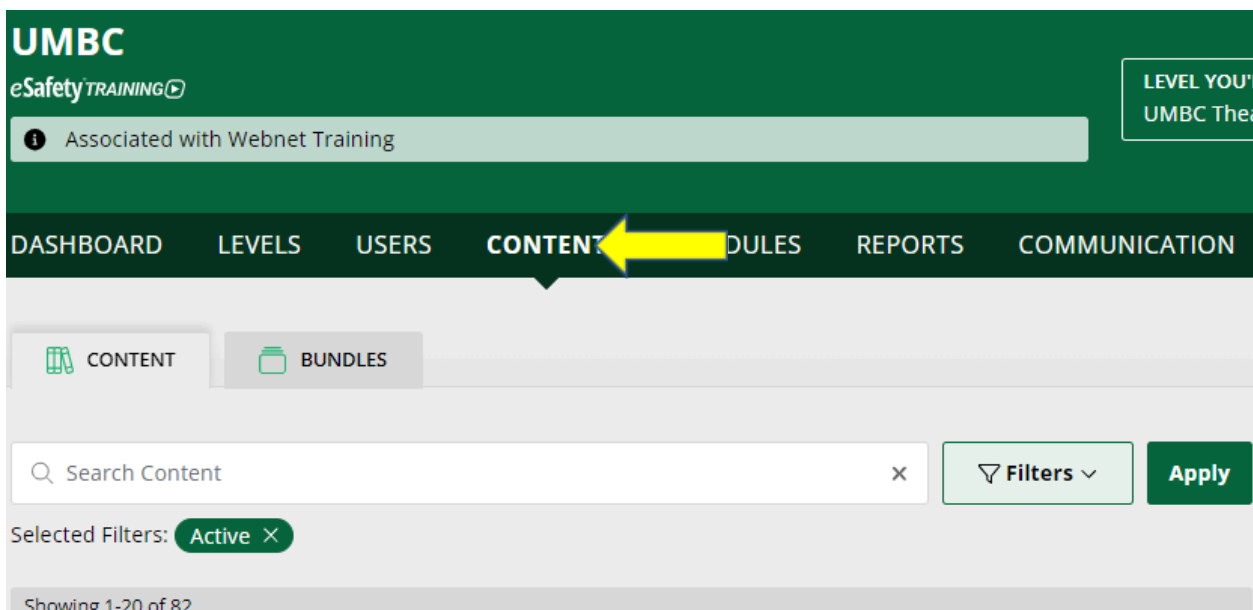 UMBC
eSafety TRAINING
LEVEL YOU'
UMBC Thea
Associated with Webnet Training
DASHBOARD LEVELS USERS CONTENT DULES REPORTS COMMUNICATION
CONTENT BUNDLES
Search Content Filters Apply
Selected Filters: Active
Showing 1-20 of 82